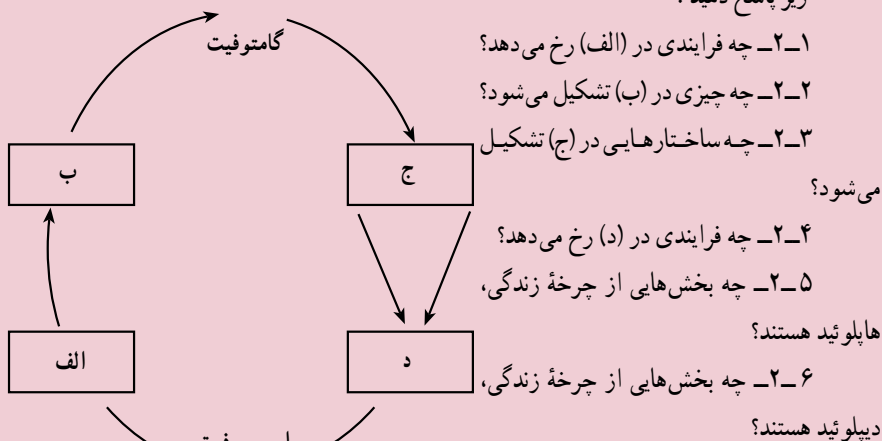 زیر پاسخ دهید:
۱ــ۲ــ چه فرایندی در (الف) رخ می‌دهد؟
۲ــ۲ــ چه چیزی در (ب) تشکیل می‌شود؟
۳ــ۲ــ چه ساختارهایی در (ج) تشکیل
می‌شود؟
۴ــ۲ــ چه فرایندی در (د) رخ می‌دهد؟
۵ــ۲ــ چه بخش‌هایی از چرخهٔ زندگی،
هاپلوئید هستند؟
۶ــ۲ــ چه بخش‌هایی از چرخهٔ زندگی،
دیپلوئید هستند؟
گامتوفیت
ج
ب
د
الف